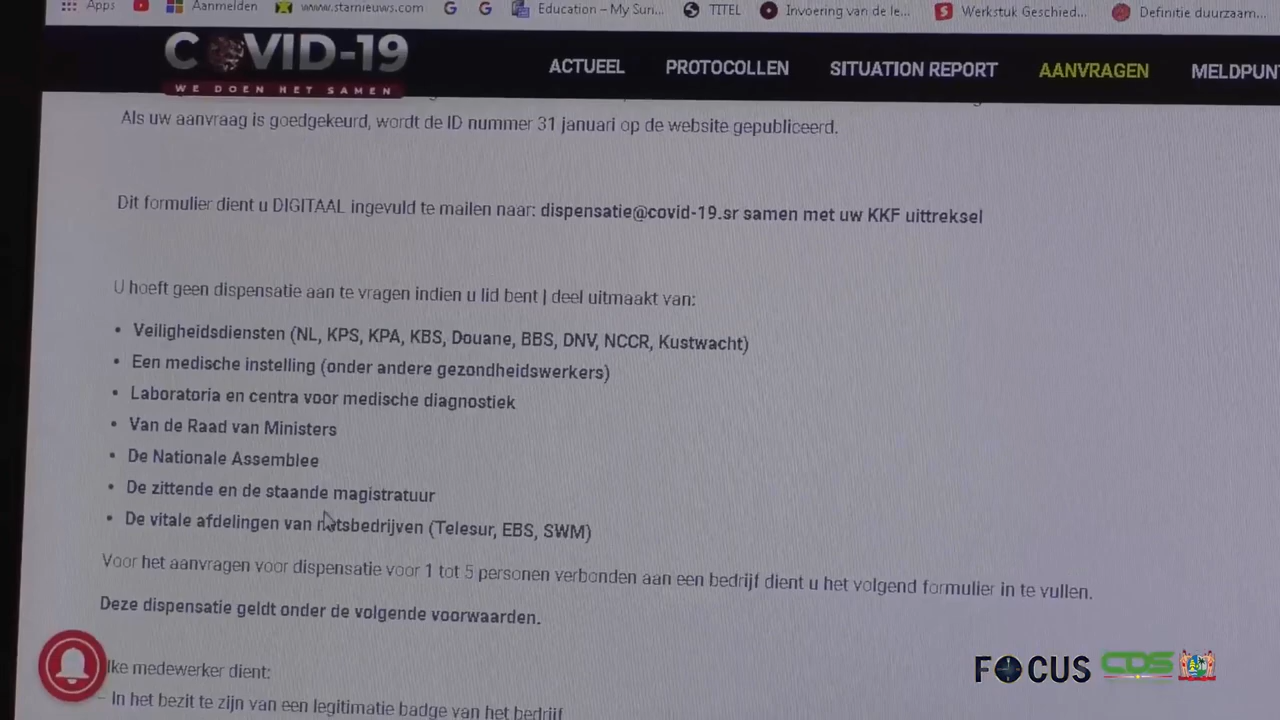 Apps Aanmelden www.starnieuws.com Education – My Suri... TITEL Invoering van de le... Werkstuk Geschied... Definitie duurzaam...
COVID-19
WE DOEN HET SAMEN
ACTUEEL PROTOCOLLEN SITUATION REPORT AANVRAGEN MELDPUN
Als uw aanvraag is goedgekeurd, wordt de ID nummer 31 januari op de website gepubliceerd.
Dit formulier dient u DIGITAAL ingevuld te mailen naar: dispensatie@covid-19.sr samen met uw KKF uittreksel
U hoeft geen dispensatie aan te vragen indien u lid bent | deel uitmaakt van:
• Veiligheidsdiensten (NL, KPS, KPA, KBS, Douane, BBS, DNV, NCCR, Kustwacht)
• Een medische instelling (onder andere gezondheidswerkers)
• Laboratoria en centra voor medische diagnostiek
• Van de Raad van Ministers
• De Nationale Assemblee
• De zittende en de staande magistratuur
• De vitale afdelingen van nutsbedrijven (Telesur, EBS, SWM)
Voor het aanvragen voor dispensatie voor 1 tot 5 personen verbonden aan een bedrijf dient u het volgend formulier in te vullen.
Deze dispensatie geldt onder de volgende voorwaarden.
lke medewerker dient:
– In het bezit te zijn van een legitimatie badge van het bedrijf
FOCUS CDS